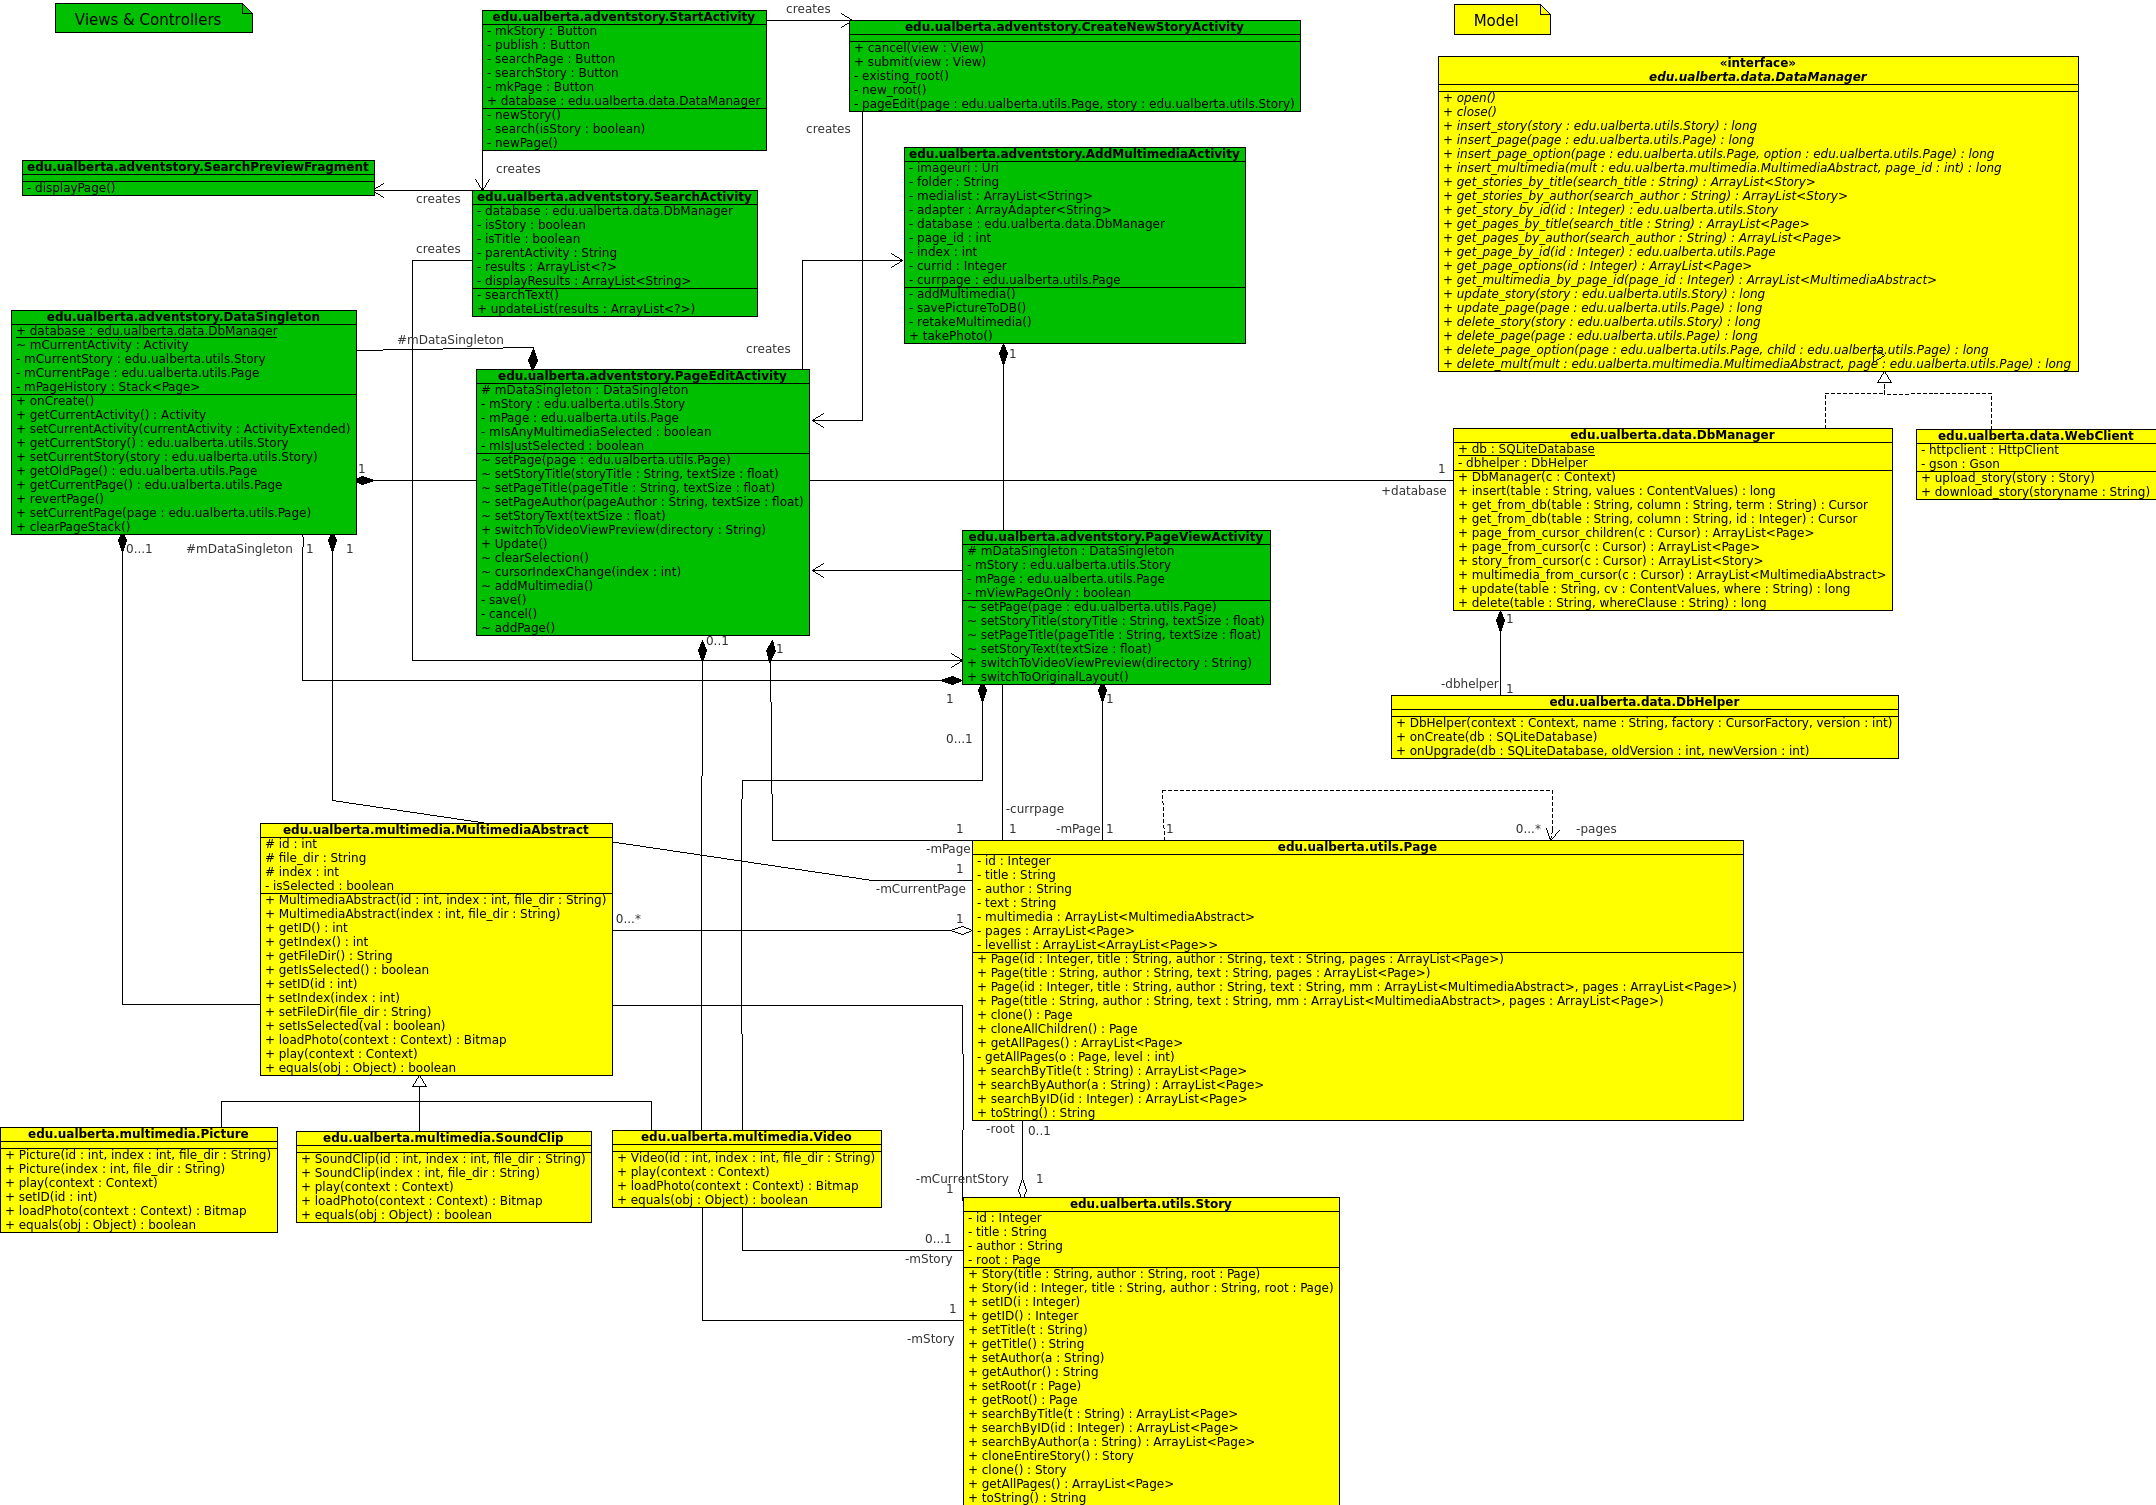 Views & Controllers
Model
edu.ualberta.adventstory.StartActivity
- mkStory : Button
- publish : Button
- searchPage : Button
- searchStory : Button
- mkPage : Button
+ database : edu.ualberta.data.DataManager
- newStory()
- search(isStory : boolean)
- newPage()
creates
edu.ualberta.adventstory.CreateNewStoryActivity
+ cancel(view : View)
+ submit(view : View)
- existing_root()
- new_root()
- pageEdit(page : edu.ualberta.utils.Page, story : edu.ualberta.utils.Story)
creates
«interface»
edu.ualberta.data.DataManager
+ open()
+ close()
+ insert_story(story : edu.ualberta.utils.Story) : long
+ insert_page(page : edu.ualberta.utils.Page) : long
+ insert_page_option(page : edu.ualberta.utils.Page, option : edu.ualberta.utils.Page) : long
+ insert_multimedia(mult : edu.ualberta.multimedia.MultimediaAbstract, page_id : int) : long
+ get_stories_by_title(search_title : String) : ArrayList<Story>
+ get_stories_by_author(search_author : String) : ArrayList<Story>
+ get_story_by_id(id : Integer) : edu.ualberta.utils.Story
+ get_pages_by_title(search_title : String) : ArrayList<Page>
+ get_pages_by_author(search_author : String) : ArrayList<Page>
+ get_page_by_id(id : Integer) : edu.ualberta.utils.Page
+ get_page_options(id : Integer) : ArrayList<Page>
+ get_multimedia_by_page_id(page_id : Integer) : ArrayList<MultimediaAbstract>
+ update_story(story : edu.ualberta.utils.Story) : long
+ update_page(page : edu.ualberta.utils.Page) : long
+ delete_story(story : edu.ualberta.utils.Story) : long
+ delete_page(page : edu.ualberta.utils.Page) : long
+ delete_page_option(page : edu.ualberta.utils.Page, child : edu.ualberta.utils.Page) : long
+ delete_mult(mult : edu.ualberta.multimedia.MultimediaAbstract, page : edu.ualberta.utils.Page) : long
edu.ualberta.adventstory.SearchPreviewFragment
- displayPage()
creates
creates
creates
edu.ualberta.adventstory.SearchActivity
- database : edu.ualberta.data.DbManager
- isStory : boolean
- isTitle : boolean
- parentActivity : String
- results : ArrayList<?>
- displayResults : ArrayList<String>
- searchText()
+ updateList(results : ArrayList<?>)
edu.ualberta.adventstory.AddMultimediaActivity
- imageuri : Uri
- folder : String
- medialist : ArrayList<String>
- adapter : ArrayAdapter<String>
- database : edu.ualberta.data.DbManager
- page_id : int
- index : int
- currid : Integer
- currpage : edu.ualberta.utils.Page
- addMultimedia()
- savePictureToDB()
- retakeMultimedia()
+ takePhoto()
1
edu.ualberta.adventstory.DataSingleton
+ database : edu.ualberta.data.DbManager
~ mCurrentActivity : Activity
- mCurrentStory : edu.ualberta.utils.Story
- mCurrentPage : edu.ualberta.utils.Page
- mPageHistory : Stack<Page>
+ onCreate()
+ getCurrentActivity() : Activity
+ setCurrentActivity(currentActivity : ActivityExtended)
+ getCurrentStory() : edu.ualberta.utils.Story
+ setCurrentStory(story : edu.ualberta.utils.Story)
+ getOldPage() : edu.ualberta.utils.Page
+ getCurrentPage() : edu.ualberta.utils.Page
+ revertPage()
+ setCurrentPage(page : edu.ualberta.utils.Page)
+ clearPageStack()
#mDataSingleton
creates
1
0...1
#mDataSingleton
1
1
edu.ualberta.adventstory.PageEditActivity
# mDataSingleton : DataSingleton
- mStory : edu.ualberta.utils.Story
- mPage : edu.ualberta.utils.Page
- mIsAnyMultimediaSelected : boolean
- mIsJustSelected : boolean
~ setPage(page : edu.ualberta.utils.Page)
~ setStoryTitle(storyTitle : String, textSize : float)
~ setPageTitle(pageTitle : String, textSize : float)
~ setPageAuthor(pageAuthor : String, textSize : float)
~ setStoryText(textSize : float)
+ switchToVideoViewPreview(directory : String)
+ Update()
~ clearSelection()
~ cursorIndexChange(index : int)
~ addMultimedia()
- save()
- cancel()
~ addPage()
0...1
1
edu.ualberta.adventstory.PageViewActivity
# mDataSingleton : DataSingleton
- mStory : edu.ualberta.utils.Story
- mPage : edu.ualberta.utils.Page
- mViewPageOnly : boolean
~ setPage(page : edu.ualberta.utils.Page)
~ setStoryTitle(storyTitle : String, textSize : float)
~ setPageTitle(pageTitle : String, textSize : float)
~ setStoryText(textSize : float)
+ switchToVideoViewPreview(directory : String)
+ switchToOriginalLayout()
1
1
0...1
1
+database
edu.ualberta.data.DbManager
+ db : SQLiteDatabase
- dbhelper : DbHelper
+ DbManager(c : Context)
+ insert(table : String, values : ContentValues) : long
+ get_from_db(table : String, column : String, term : String) : Cursor
+ get_from_db(table : String, column : String, id : Integer) : Cursor
+ page_from_cursor_children(c : Cursor) : ArrayList<Page>
+ page_from_cursor(c : Cursor) : ArrayList<Page>
+ story_from_cursor(c : Cursor) : ArrayList<Story>
+ multimedia_from_cursor(c : Cursor) : ArrayList<MultimediaAbstract>
+ update(table : String, cv : ContentValues, where : String) : long
+ delete(table : String, whereClause : String) : long
edu.ualberta.data.WebClient
- httpclient : HttpClient
- gson : Gson
+ upload_story(story : Story)
+ download_story(storyname : String)
1
-dbhelper
1
edu.ualberta.data.DbHelper
+ DbHelper(context : Context, name : String, factory : CursorFactory, version : int)
+ onCreate(db : SQLiteDatabase)
+ onUpgrade(db : SQLiteDatabase, oldVersion : int, newVersion : int)
-currpage
1
1
-mPage
1
1
0...*
-pages
-mPage
1
-mCurrentPage
0...*
1
edu.ualberta.multimedia.MultimediaAbstract
# id : int
# file_dir : String
# index : int
- isSelected : boolean
+ MultimediaAbstract(id : int, index : int, file_dir : String)
+ MultimediaAbstract(index : int, file_dir : String)
+ getID() : int
+ getIndex() : int
+ getFileDir() : String
+ getIsSelected() : boolean
+ setID(id : int)
+ setIndex(index : int)
+ setFileDir(file_dir : String)
+ setIsSelected(val : boolean)
+ loadPhoto(context : Context) : Bitmap
+ play(context : Context)
+ equals(obj : Object) : boolean
edu.ualberta.utils.Page
- id : Integer
- title : String
- author : String
- text : String
- multimedia : ArrayList<MultimediaAbstract>
- pages : ArrayList<Page>
- levellist : ArrayList<ArrayList<Page>>
+ Page(id : Integer, title : String, author : String, text : String, pages : ArrayList<Page>)
+ Page(title : String, author : String, text : String, pages : ArrayList<Page>)
+ Page(id : Integer, title : String, author : String, text : String, mm : ArrayList<MultimediaAbstract>, pages : ArrayList<Page>)
+ Page(title : String, author : String, text : String, mm : ArrayList<MultimediaAbstract>, pages : ArrayList<Page>)
+ clone() : Page
+ cloneAllChildren() : Page
+ getAllPages() : ArrayList<Page>
- getAllPages(o : Page, level : int)
+ searchByTitle(t : String) : ArrayList<Page>
+ searchByAuthor(a : String) : ArrayList<Page>
+ searchByID(id : Integer) : ArrayList<Page>
+ toString() : String
edu.ualberta.multimedia.Picture
+ Picture(id : int, index : int, file_dir : String)
+ Picture(index : int, file_dir : String)
+ play(context : Context)
+ setID(id : int)
+ loadPhoto(context : Context) : Bitmap
+ equals(obj : Object) : boolean
edu.ualberta.multimedia.SoundClip
+ SoundClip(id : int, index : int, file_dir : String)
+ SoundClip(index : int, file_dir : String)
+ play(context : Context)
+ loadPhoto(context : Context) : Bitmap
+ equals(obj : Object) : boolean
edu.ualberta.multimedia.Video
+ Video(id : int, index : int, file_dir : String)
+ play(context : Context)
+ loadPhoto(context : Context) : Bitmap
+ equals(obj : Object) : boolean
-root
0...1
-mCurrentStory
1
1
0...1
-mStory
1
-mStory
edu.ualberta.utils.Story
- id : Integer
- title : String
- author : String
- root : Page
+ Story(title : String, author : String, root : Page)
+ Story(id : Integer, title : String, author : String, root : Page)
+ setID(i : Integer)
+ getID() : Integer
+ setTitle(t : String)
+ getTitle() : String
+ setAuthor(a : String)
+ getAuthor() : String
+ setRoot(r : Page)
+ getRoot() : Page
+ searchByTitle(t : String) : ArrayList<Page>
+ searchByID(id : Integer) : ArrayList<Page>
+ searchByAuthor(a : String) : ArrayList<Page>
+ cloneEntireStory() : Story
+ clone() : Story
+ getAllPages() : ArrayList<Page>
+ toString() : String